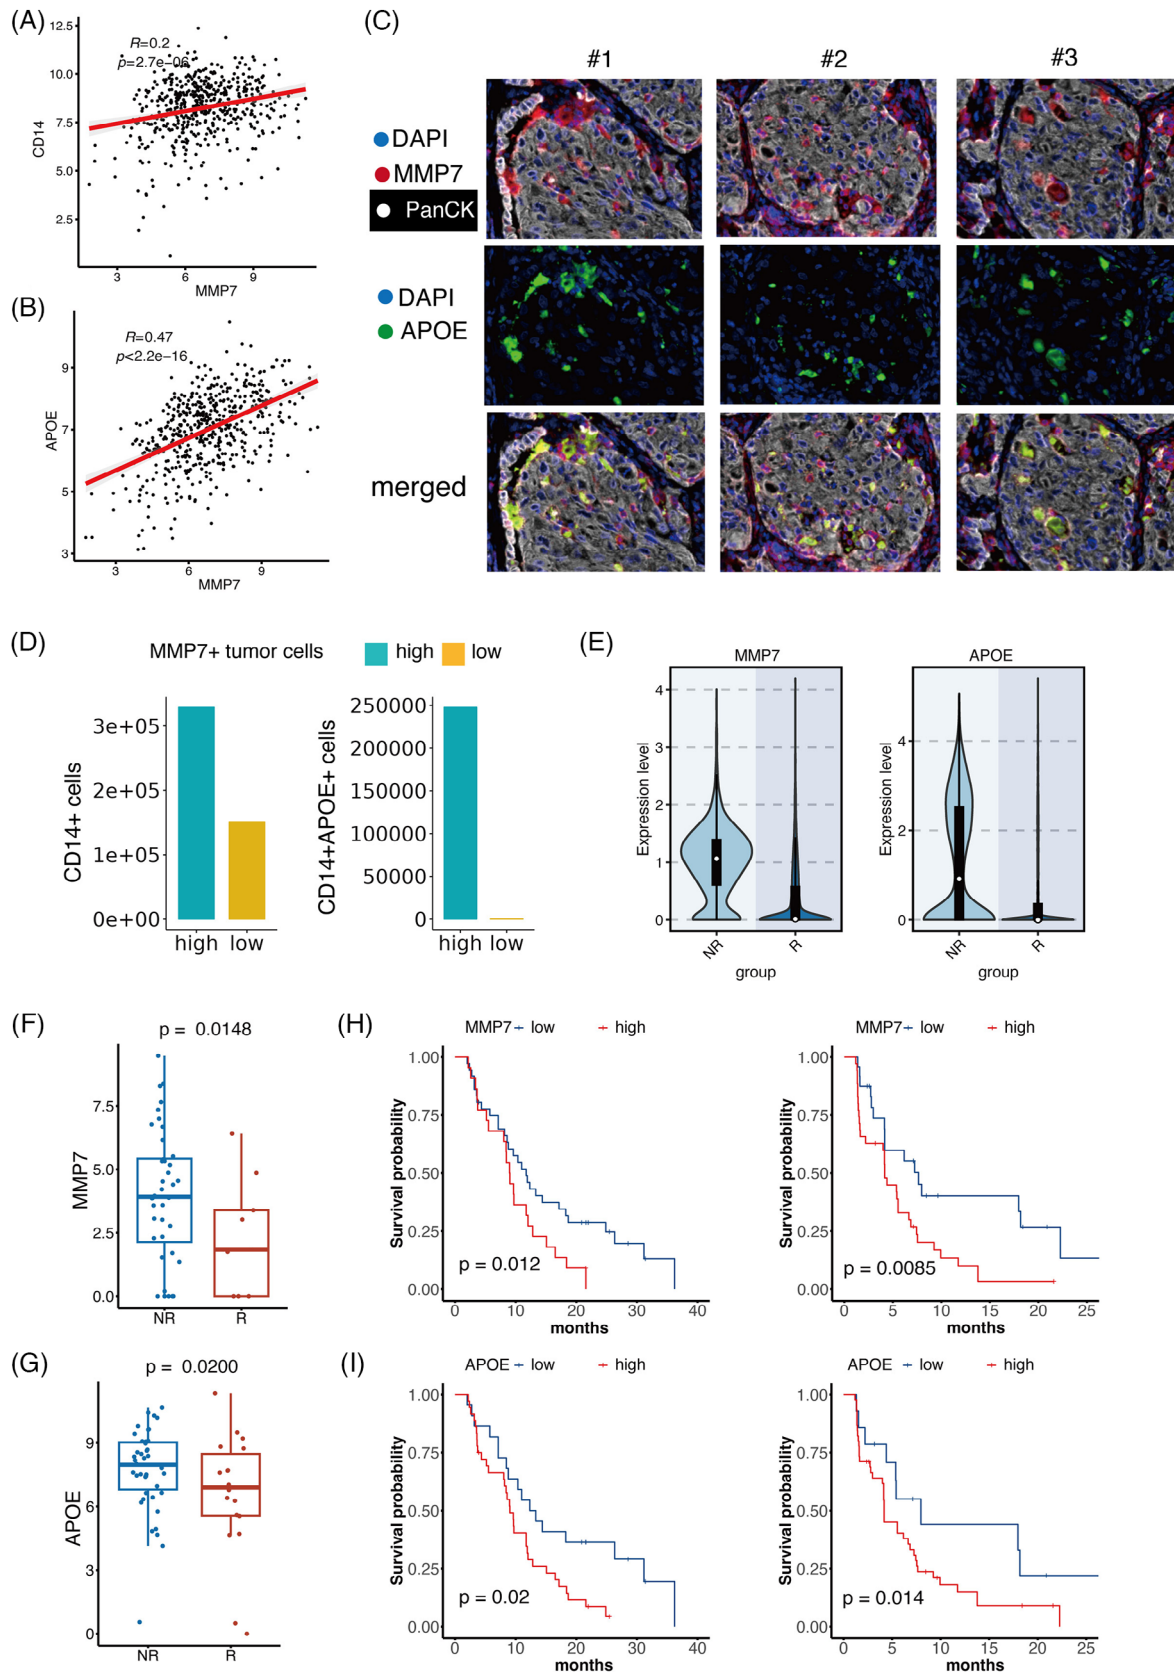 (A)
12.5
10.0
7.5
5.0
2.5
CD14
R=0.2
p=2.7e−06
3 6 9
MMP7
(B)
9
7
5
3
APOE
R=0.47
p<2.2e−16
3 6 9
MMP7
(C)
#1 #2 #3
DAPI
MMP7
PanCK
DAPI
APOE
merged
(D)
MMP7+ tumor cells high low
CD14+ cells
3e+05
2e+05
1e+05
0e+00
high low
CD14+APOE+ cells
250000
200000
150000
100000
50000
0
high low
(E)
MMP7
Expression level
4
3
2
1
0
NR R
group
APOE
Expression level
4
2
0
NR R
group
(F)
p = 0.0148
MMP7
7.5
5.0
2.5
0.0
NR R
(G)
p = 0.0200
APOE
9
6
3
0
NR R
(H)
MMP7 low high
Survival probability
1.00
0.75
0.50
0.25
0.00
p = 0.012
0 10 20 30 40
months
MMP7 low high
Survival probability
1.00
0.75
0.50
0.25
0.00
p = 0.0085
0 5 10 15 20 25
months
(I)
APOE low high
Survival probability
1.00
0.75
0.50
0.25
0.00
p = 0.02
0 10 20 30 40
months
APOE low high
Survival probability
1.00
0.75
0.50
0.25
0.00
p = 0.014
0 5 10 15 20 25
months